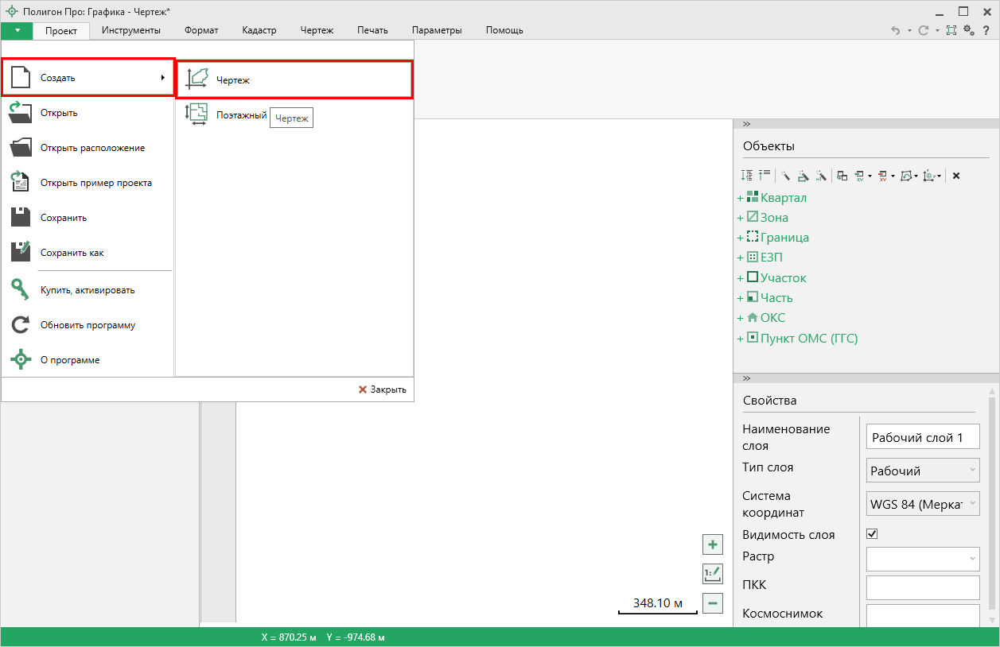 Полигон Про: Графика - Чертеж*
Проект Инструменты Формат Кадастр Чертеж Печать Параметры Помощь
Создать
Открыть
Открыть расположение
Открыть пример проекта
Сохранить
Сохранить как
Купить, активировать
Обновить программу
О программе
Чертеж
Поэтажный
Чертеж
Закрыть
Объекты
+ Квартал
+ Зона
+ Граница
+ ЕЗП
+ Участок
+ Часть
+ ОКС
+ Пункт ОМС (ГГС)
Свойства
Наименование
слоя
Рабочий слой 1
Тип слоя
Рабочий
Система
координат
WGS 84 (Мерка
Видимость слоя
Растр
ПКК
Космоснимок
348.10 м
X = 870.25 м Y = -974.68 м